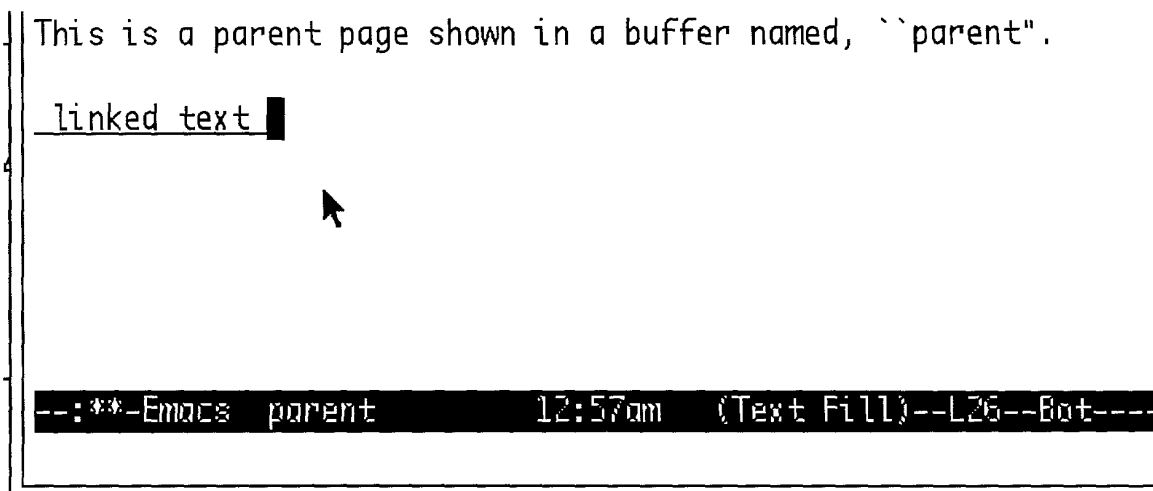 This is a parent page shown in a buffer named, ``parent".
linked text
--:**-Emacs parent 12:57am (Text Fill)--L26--Bot----